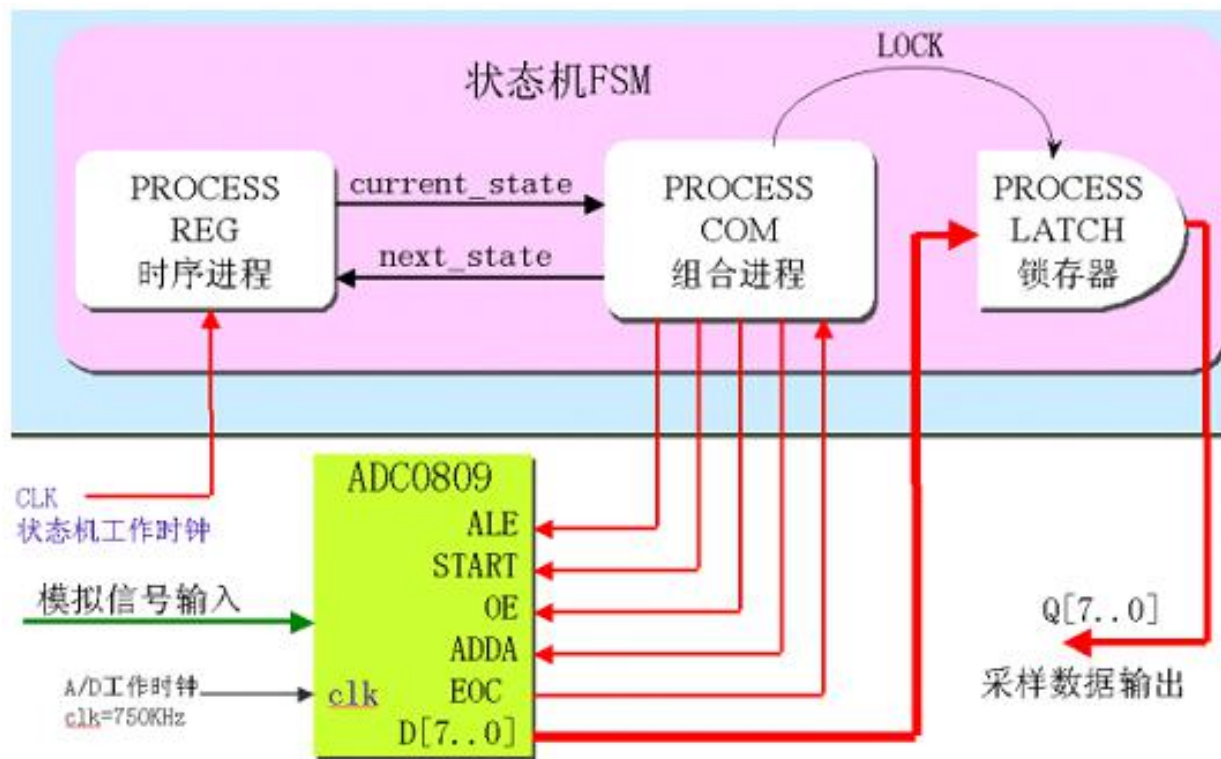 LOCK
状态机FSM
PROCESS
REG
时序进程
current_state
next_state
PROCESS
COM
组合进程
PROCESS
LATCH
锁存器
CLK
状态机工作时钟
模拟信号输入
A/D工作时钟
clk=750KHz
ADC0809
ALE
START
OE
ADDA
clk
EOC
D[7..0]
Q[7..0]
采样数据输出